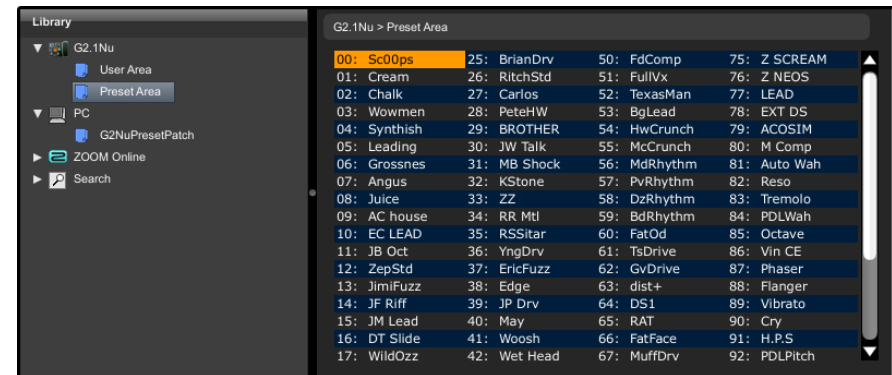 Library
G2.1Nu
User Area
Preset Area
PC
G2NuPresetPatch
ZOOM Online
Search
G2.1Nu > Preset Area
00: Sc00ps 25: BrianDrv 50: FdComp 75: Z SCREAM
01: Cream 26: RitchStd 51: FullVx 76: Z NEOS
02: Chalk 27: Carlos 52: TexasMan 77: LEAD
03: Wowmen 28: PeteHW 53: BgLead 78: EXT DS
04: Synthish 29: BROTHER 54: HwCrunch 79: ACOSIM
05: Leading 30: JW Talk 55: McCrunch 80: M Comp
06: Grossnes 31: MB Shock 56: MdRhythm 81: Auto Wah
07: Angus 32: KStone 57: PvRhythm 82: Reso
08: Juice 33: ZZ 58: DzRhythm 83: Tremolo
09: AC house 34: RR Mtl 59: BdRhythm 84: PDLWah
10: EC LEAD 35: RSSitar 60: FatOd 85: Octave
11: JB Oct 36: YngDrv 61: TsDrive 86: Vin CE
12: ZepStd 37: EricFuzz 62: GvDrive 87: Phaser
13: JimiFuzz 38: Edge 63: dist+ 88: Flanger
14: JF Riff 39: JP Drv 64: DS1 89: Vibrato
15: JM Lead 40: May 65: RAT 90: Cry
16: DT Slide 41: Woosh 66: FatFace 91: H.P.S
17: WildOzz 42: Wet Head 67: MuffDrv 92: PDLPitch